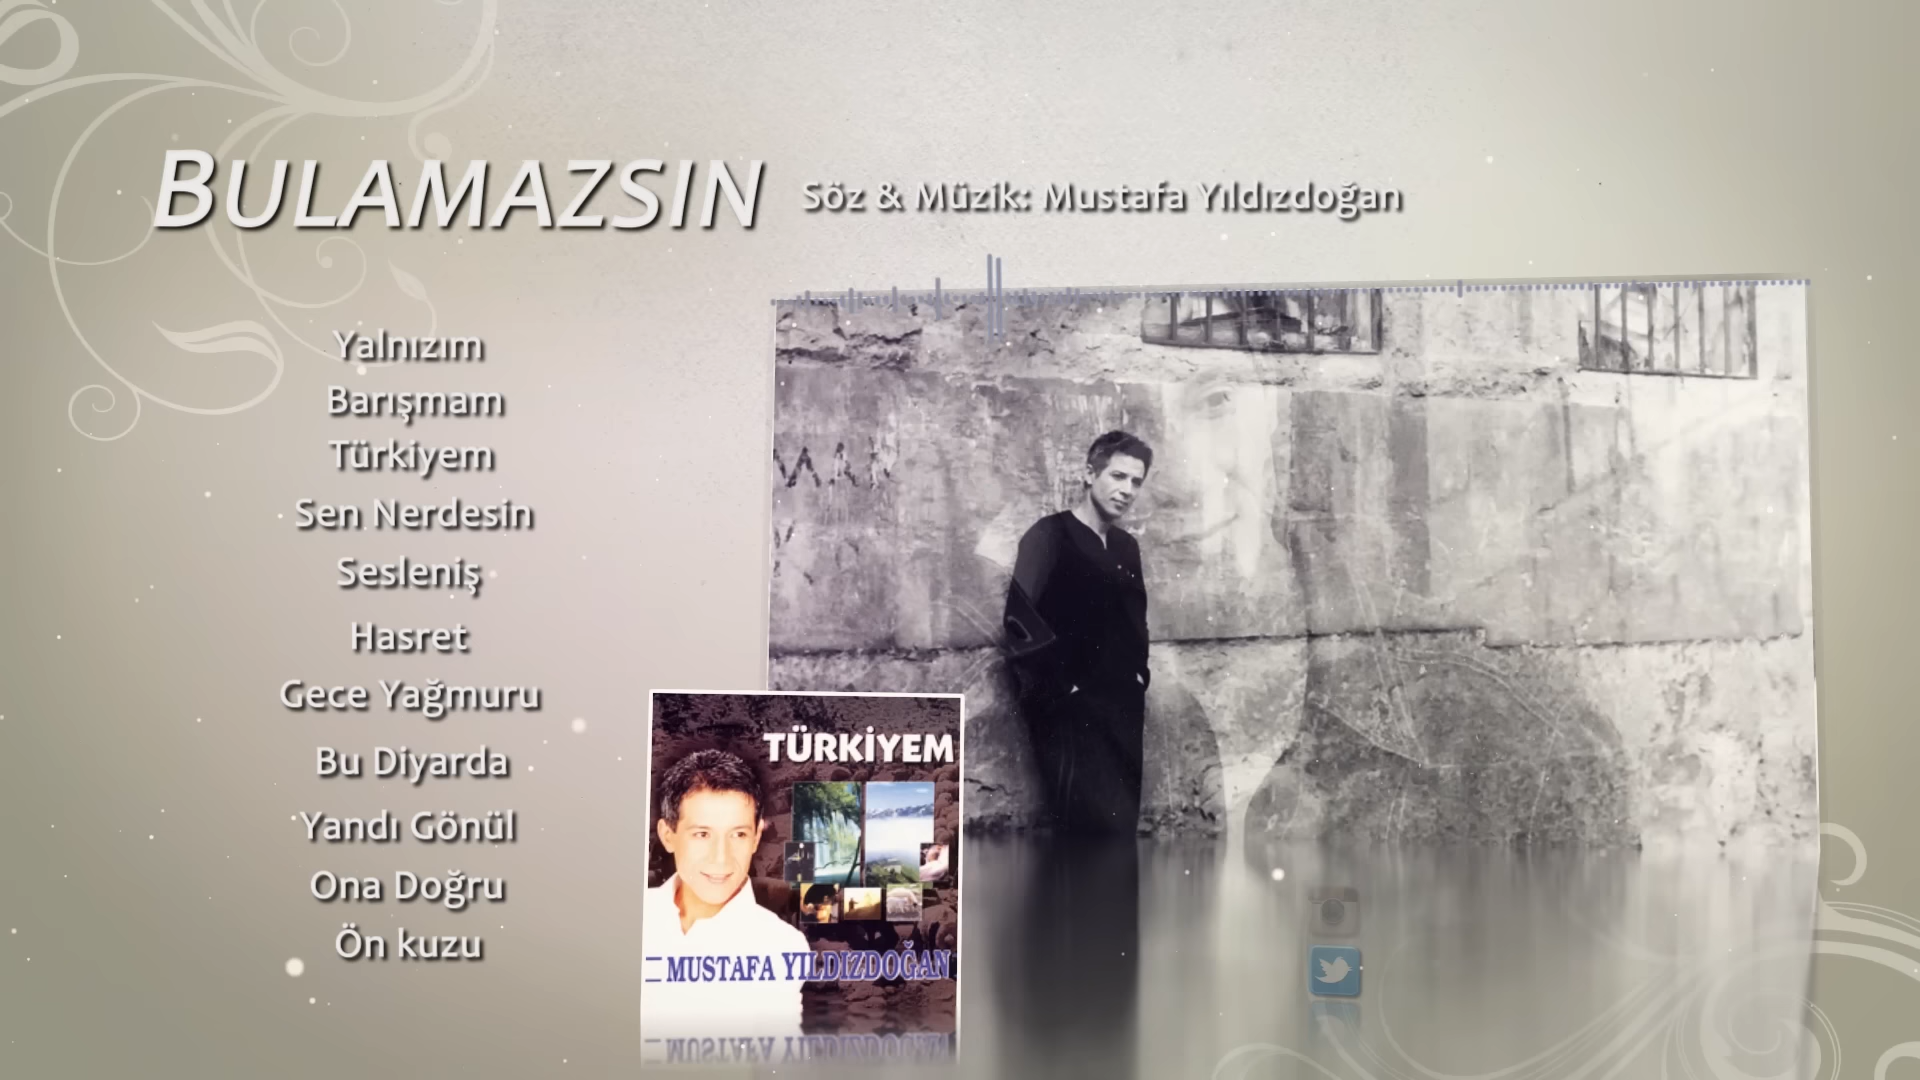 BULAMAZSIN
Söz & Müzik: Mustafa Yıldızdoğan
Yalnızım
Barışmam
Türkiyem
Sen Nerdesin
Sesleniş
Hasret
Gece Yağmuru
Bu Diyarda
Yandı Gönül
Ona Doğru
Ön kuzu
TÜRKİYEM
MUSTAFA YILDIZDOĞAN